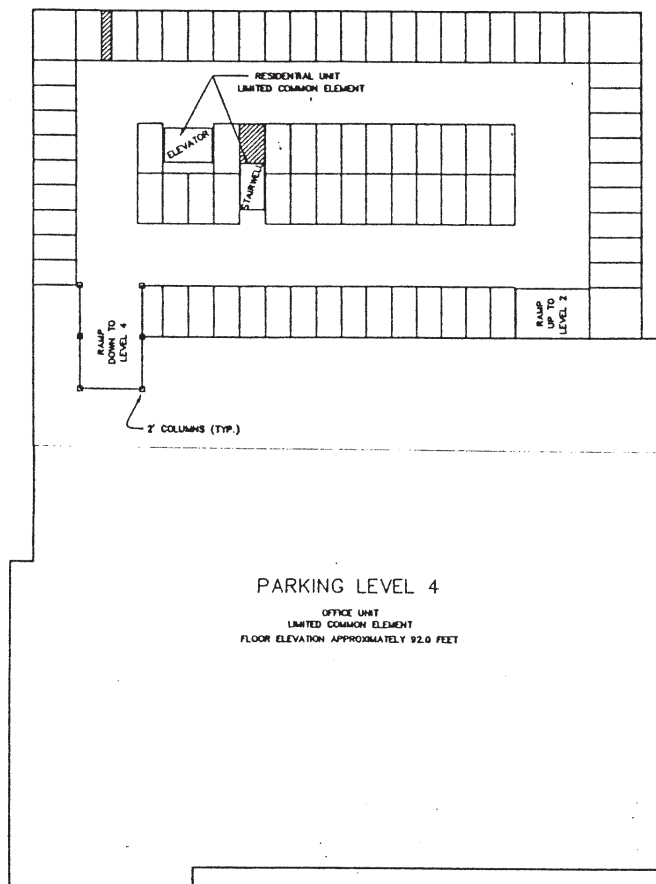 RESIDENTIAL UNIT
LIMITED COMMON ELEMENT
ELEVATOR
STAIRWELL
RAMP
DOWN TO
LEVEL 4
RAMP
UP TO
LEVEL 2
2' COLUMNS (TYP.)
PARKING LEVEL 4
OFFICE UNIT
LIMITED COMMON ELEMENT
FLOOR ELEVATION APPROXIMATELY 92.0 FEET